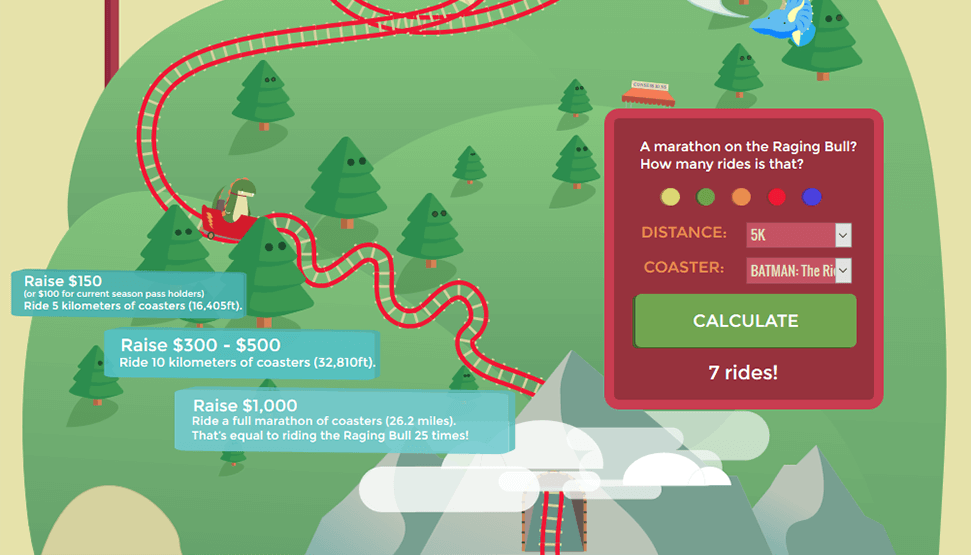 A marathon on the Raging Bull?
How many rides is that?
DISTANCE:
5K
COASTER:
BATMAN: The Ri
CALCULATE
7 rides!
Raise $150
(or $100 for current season pass holders)
Ride 5 kilometers of coasters (16,405ft).
Raise $300 - $500
Ride 10 kilometers of coasters (32,810ft).
Raise $1,000
Ride a full marathon of coasters (26.2 miles).
That's equal to riding the Raging Bull 25 times!